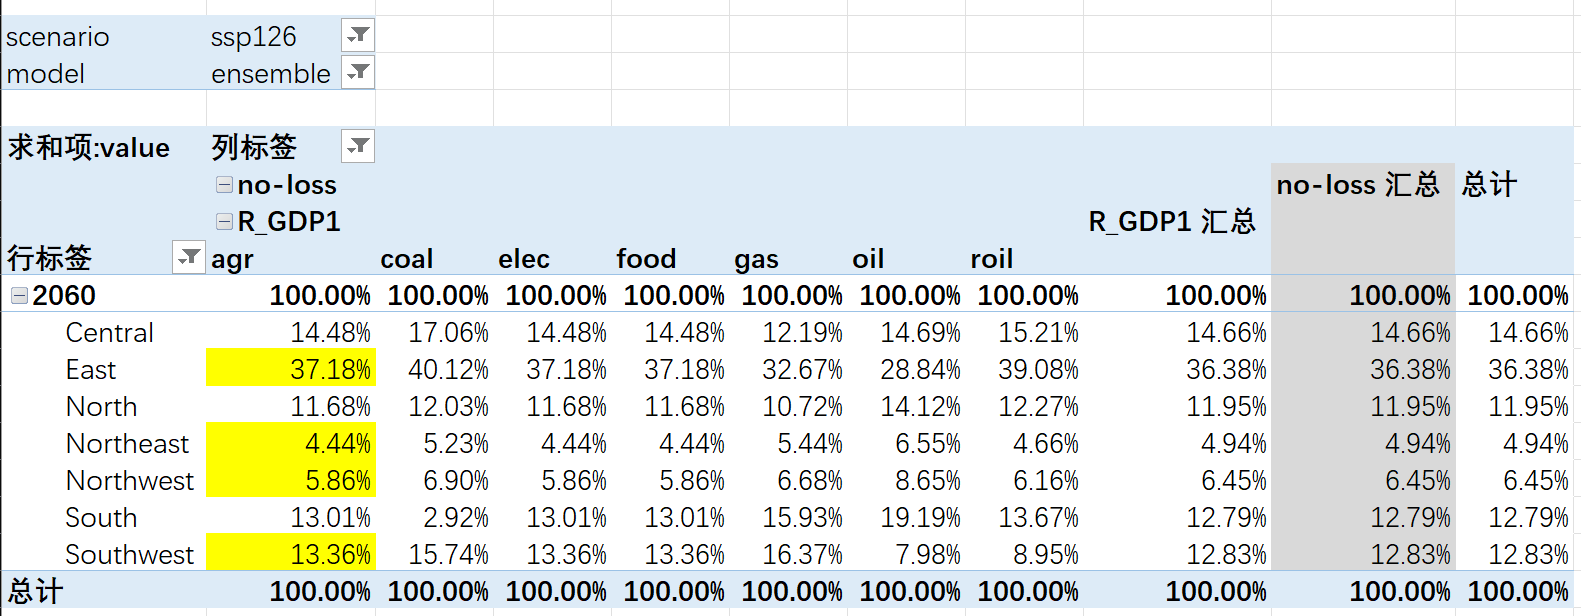 scenario ssp126
model ensemble
求和项:value 列标签
no-loss no-loss 汇总 总计
R_GDP1 R_GDP1 汇总
行标签 agr coal elec food gas oil roil
2060 100.00% 100.00% 100.00% 100.00% 100.00% 100.00% 100.00% 100.00% 100.00% 100.00%
Central 14.48% 17.06% 14.48% 14.48% 12.19% 14.69% 15.21% 14.66% 14.66% 14.66%
East 37.18% 40.12% 37.18% 37.18% 32.67% 28.84% 39.08% 36.38% 36.38% 36.38%
North 11.68% 12.03% 11.68% 11.68% 10.72% 14.12% 12.27% 11.95% 11.95% 11.95%
Northeast 4.44% 5.23% 4.44% 4.44% 5.44% 6.55% 4.66% 4.94% 4.94% 4.94%
Northwest 5.86% 6.90% 5.86% 5.86% 6.68% 8.65% 6.16% 6.45% 6.45% 6.45%
South 13.01% 2.92% 13.01% 13.01% 15.93% 19.19% 13.67% 12.79% 12.79% 12.79%
Southwest 13.36% 15.74% 13.36% 13.36% 16.37% 7.98% 8.95% 12.83% 12.83% 12.83%
总计 100.00% 100.00% 100.00% 100.00% 100.00% 100.00% 100.00% 100.00% 100.00% 100.00%